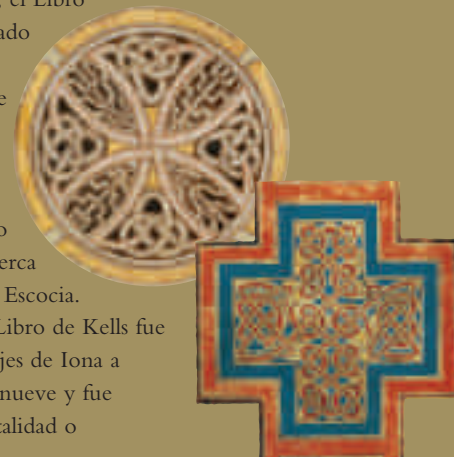 , el Libro
ado
e
o
erca
Escocia.
Libro de Kells fue
jes de Iona a
nueve y fue
talidad o